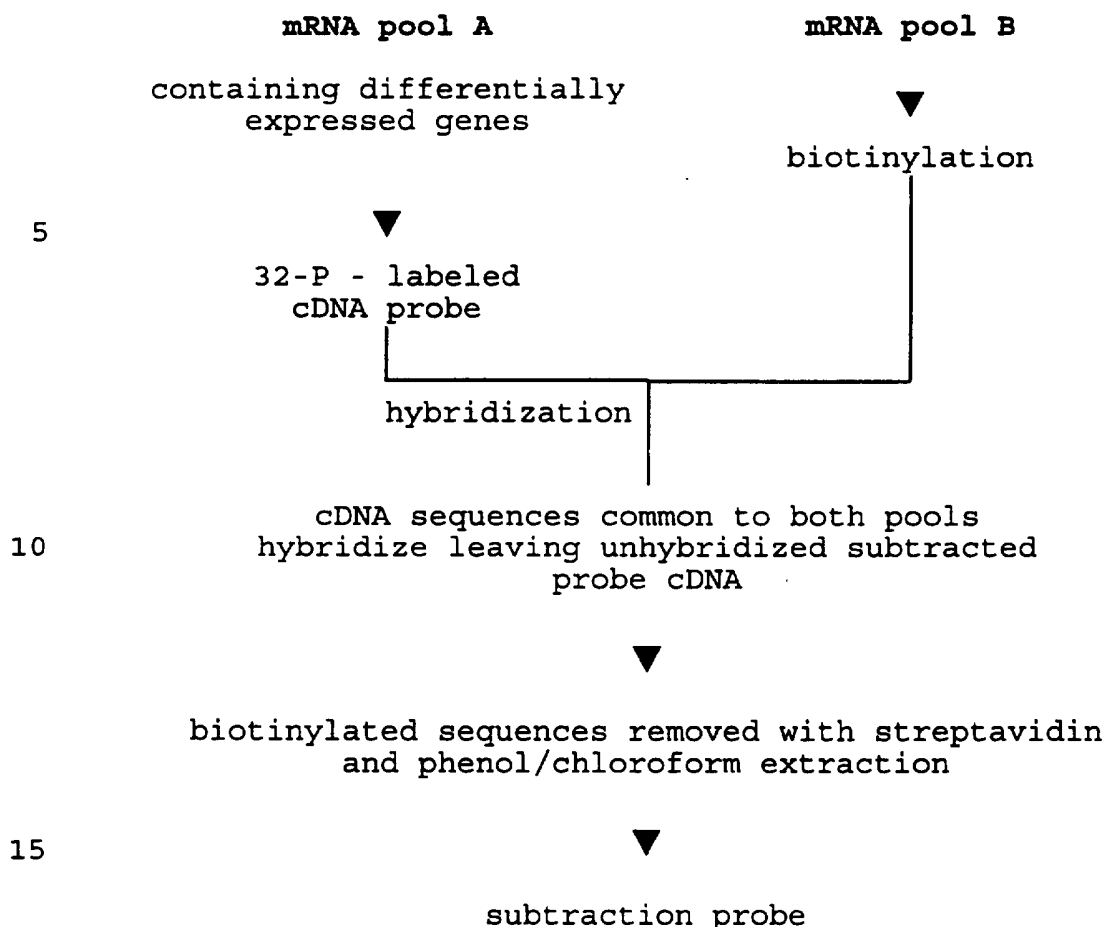 mRNA pool A
mRNA pool B
containing differentially
expressed genes
biotinylation
5
32-P - labeled
cDNA probe
hybridization
cDNA sequences common to both pools
10
hybridize leaving unhybridized subtracted
probe cDNA
biotinylated sequences removed with streptavidin
and phenol/chloroform extraction
15
subtraction probe